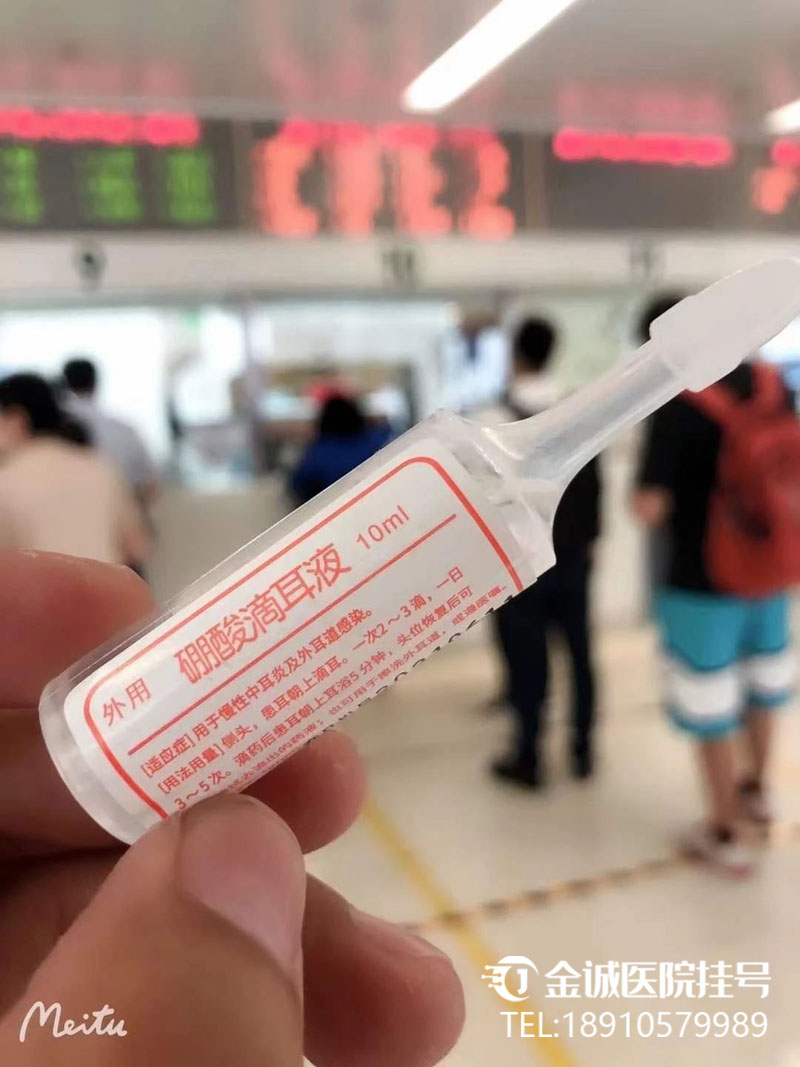 外用
硼酸滴耳液 10ml
[适应症]用于慢性中耳炎及外耳道感染。
[用法用量]侧头，患耳朝上滴耳。一次2～3滴，一日
3～5次。滴药后患耳朝上耳浴5分钟，头位恢复后可
金诚医院挂号
TEL:18910579989
Meitu